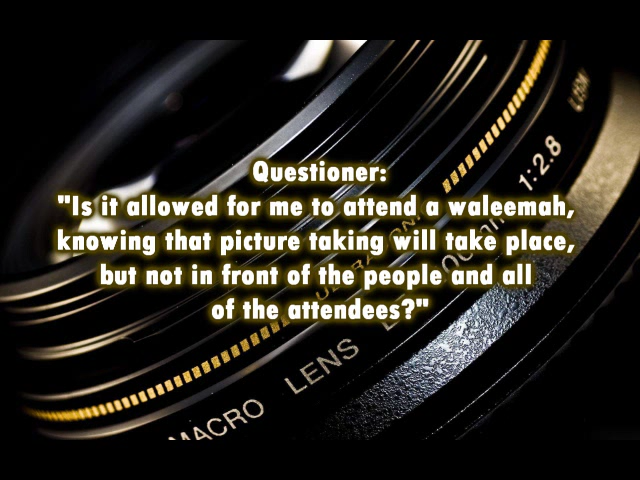 Questioner:
"Is it allowed for me to attend a waleemah,
knowing that picture taking will take place,
but not in front of the people and all
of the attendees?"
1:2.8
MACRO LENS